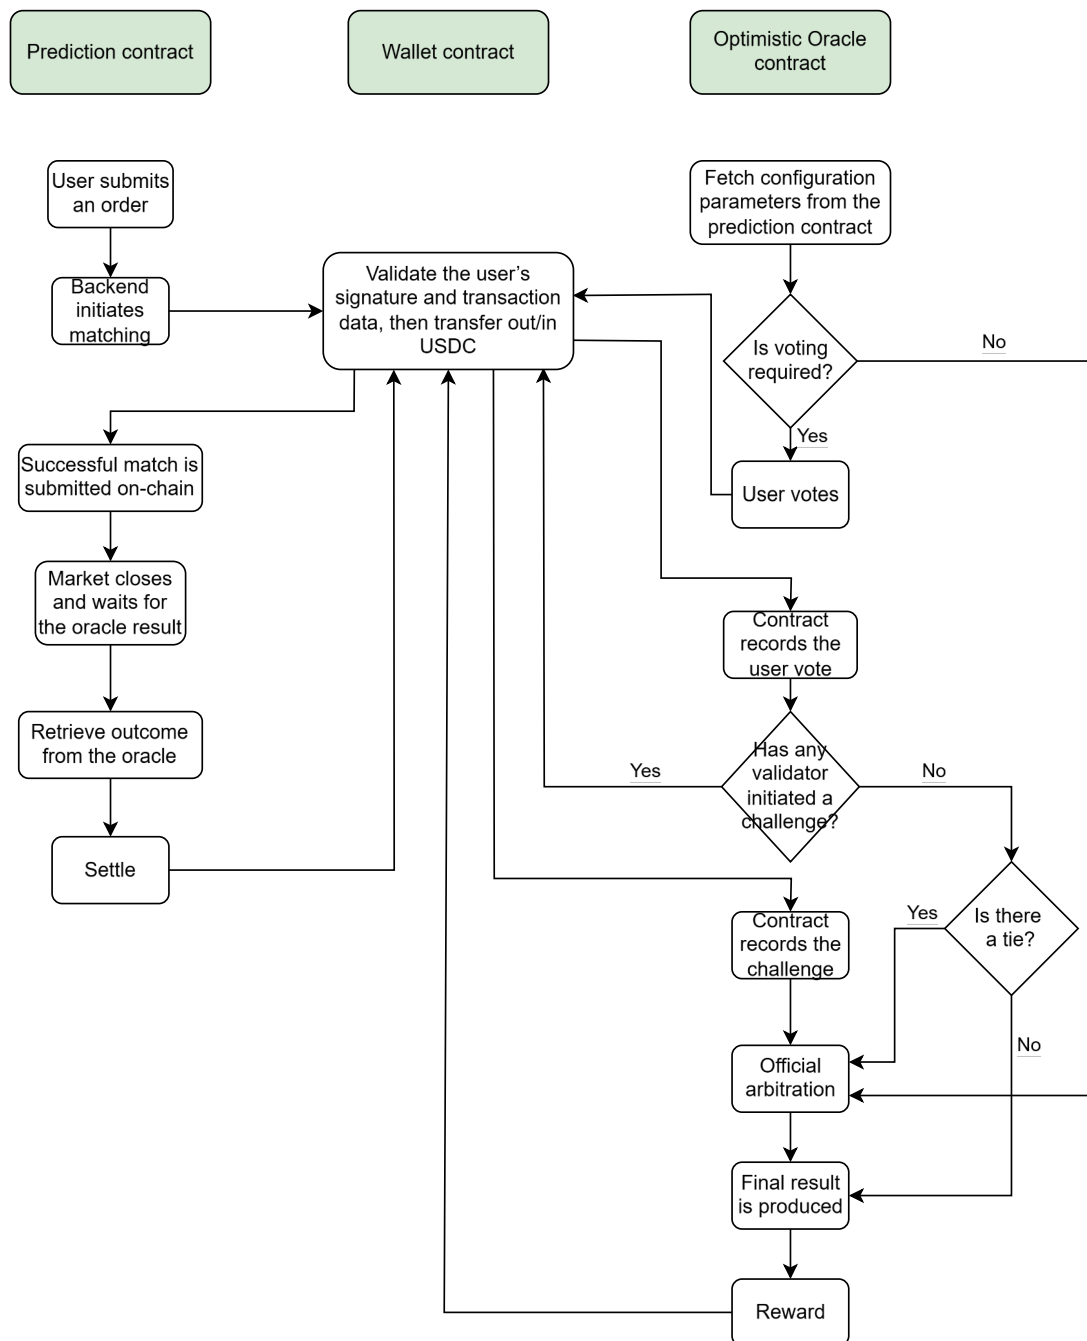 Prediction contract
Wallet contract
Optimistic Oracle
contract
User submits
an order
Fetch configuration
parameters from the
prediction contract
Backend
initiates
matching
Validate the user’s
signature and transaction
data, then transfer out/in
USDC
Is voting
required?
No
Yes
User votes
Successful match is
submitted on-chain
Market closes
and waits for
the oracle result
Contract
records the
user vote
Retrieve outcome
from the oracle
Has any
validator
initiated a
challenge?
Yes
No
Settle
Contract
records the
challenge
Yes
Is there
a tie?
No
Official
arbitration
Final result
is produced
Reward